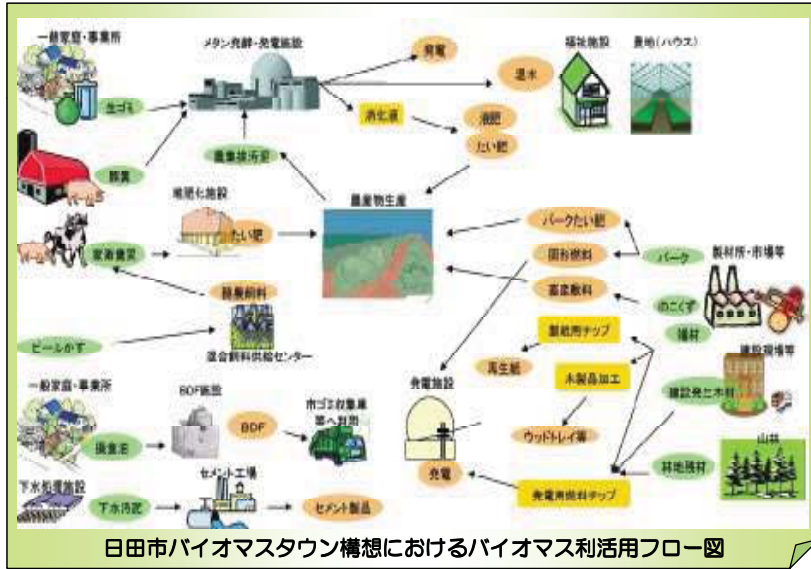 一般家庭・事業所
メタン発酵・発電施設
発電
温水
福祉施設
農地(ハウス)
生ゴミ
消化液
液肥
たい肥
豚糞
農集排汚泥
堆肥化施設
農産物生産
たい肥
家畜糞尿
バークたい肥
固形燃料
バーク
製材所・市場等
畜産敷料
のこくず
端材
酪農飼料
混合飼料供給センター
ビールかす
製紙用チップ
再生紙
建設現場等
一般家庭・事業所
BDF施設
BDF
市ゴミ収集車
等へ利用
廃食油
発電施設
木製品加工
建設発生木材
ウッドトレイ等
山林
林地残材
発電
発電用燃料チップ
下水処理施設
下水汚泥
セメント工場
セメント製品
日田市バイオマスタウン構想におけるバイオマス利活用フロー図